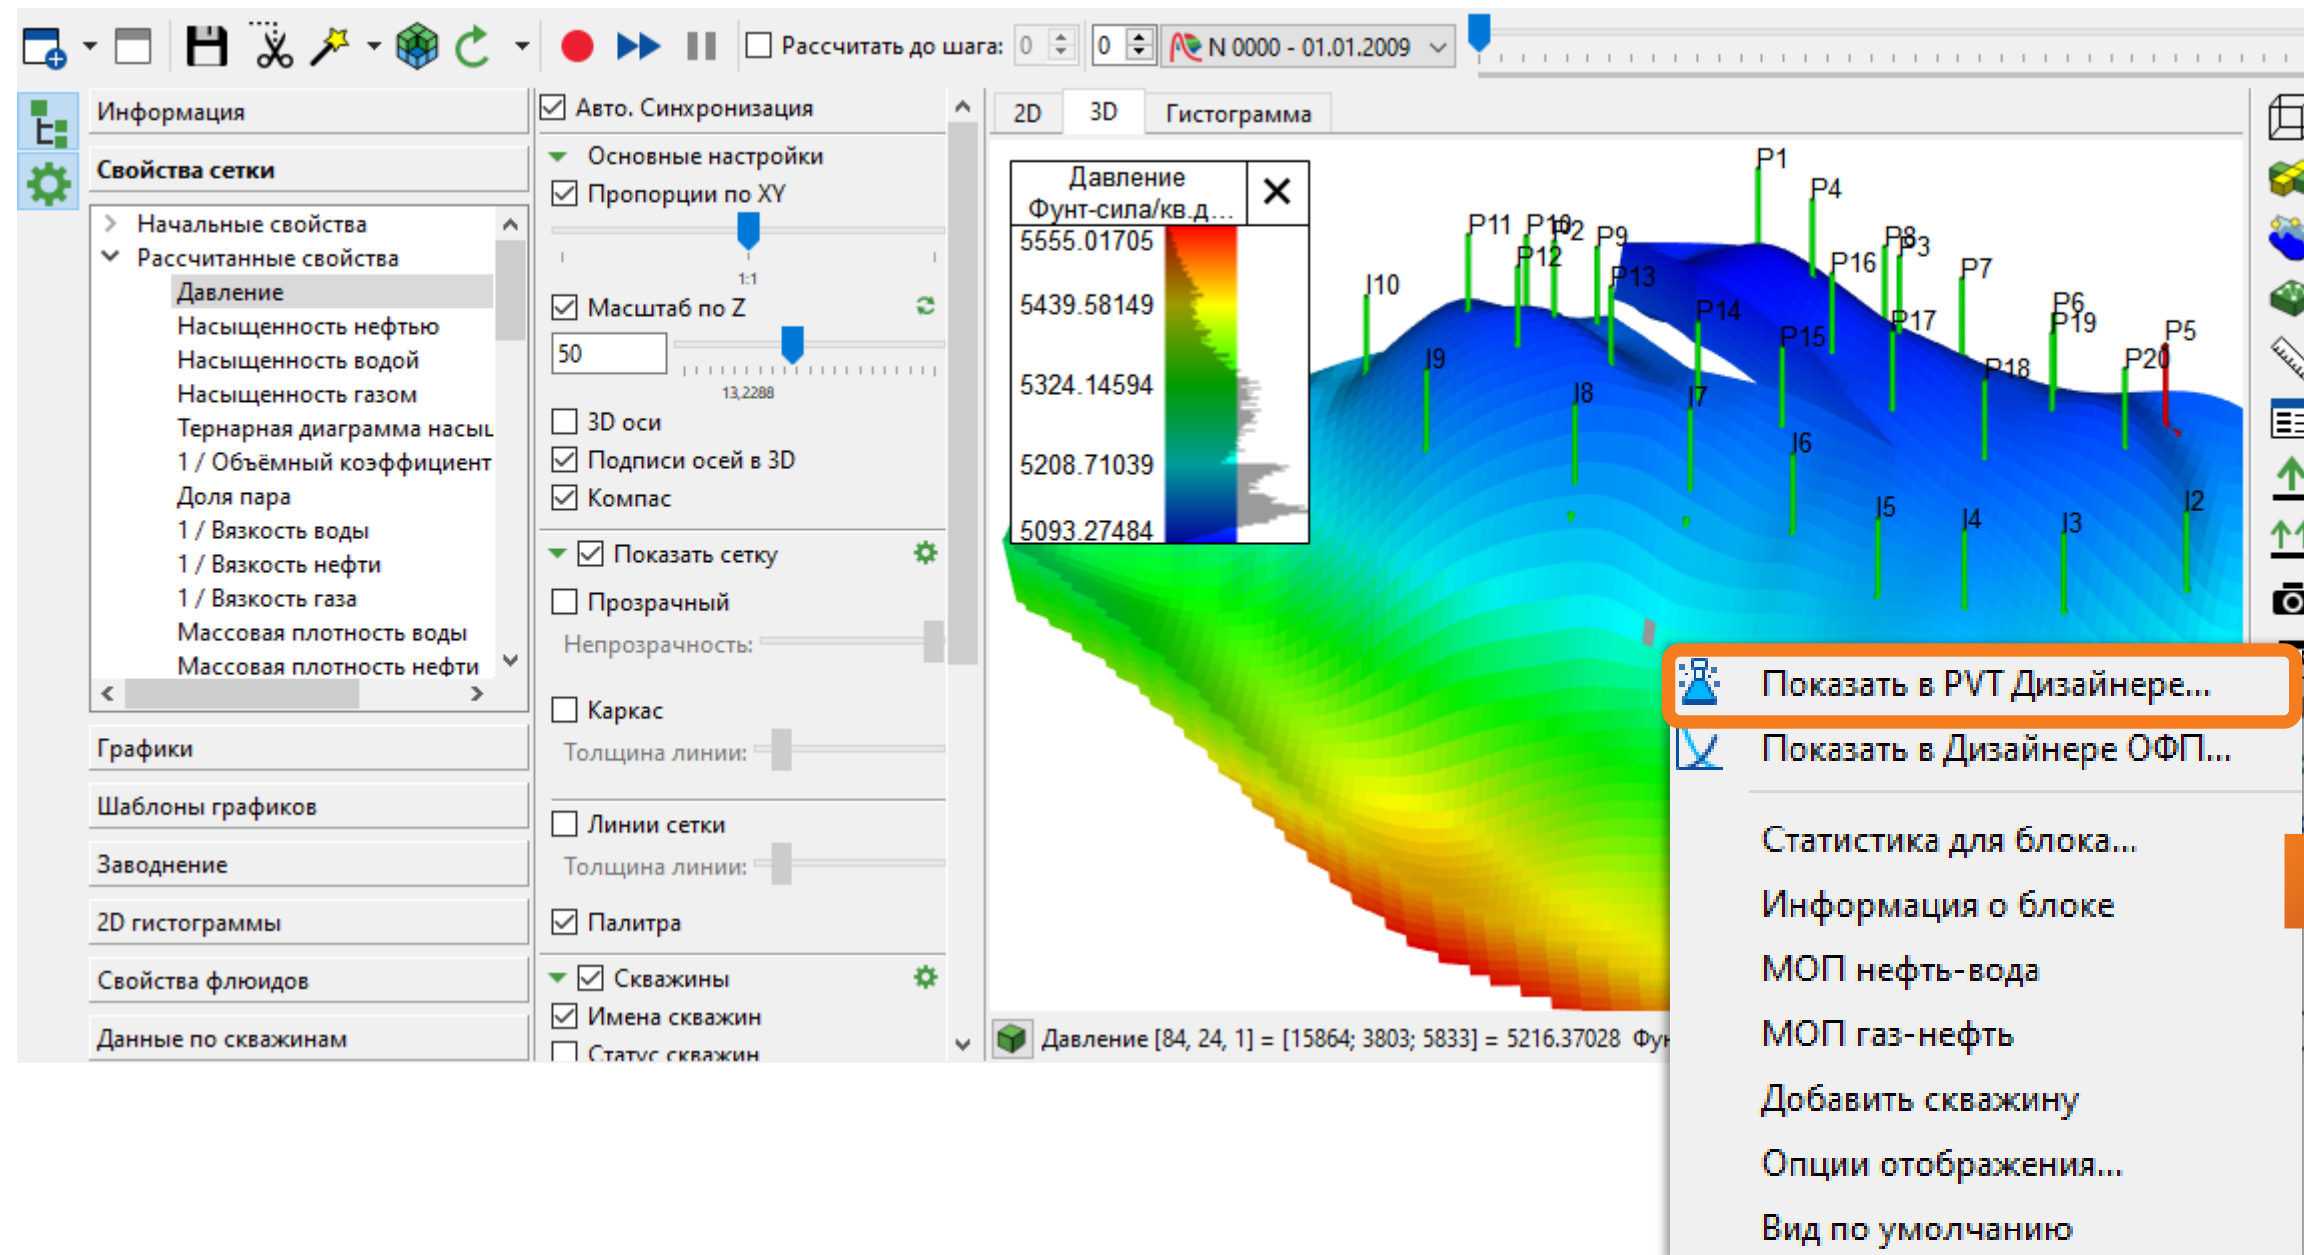 Рассчитать до шага: 0 0 N 0000 - 01.01.2009
Информация
Свойства сетки
Начальные свойства
Рассчитанные свойства
Давление
Насыщенность нефтью
Насыщенность водой
Насыщенность газом
Тернарная диаграмма насыщ
1 / Объёмный коэффициент
Доля пара
1 / Вязкость воды
1 / Вязкость нефти
1 / Вязкость газа
Массовая плотность воды
Массовая плотность нефти
Графики
Шаблоны графиков
Заводнение
2D гистограммы
Свойства флюидов
Данные по скважинам
Авто. Синхронизация
Основные настройки
Пропорции по XY
1:1
Масштаб по Z
50
13,2288
3D оси
Подписи осей в 3D
Компас
Показать сетку
Прозрачный
Непрозрачность:
Каркас
Толщина линии:
Линии сетки
Толщина линии:
Палитра
Скважины
Имена скважин
Статус скважин
2D 3D Гистограмма
Давление
Фунт-сила/кв.д...
5555.01705
5439.58149
5324.14594
5208.71039
5093.27484
P1
P4
P11
P10
P2
P9
P8
P3
P12
P16
P7
P13
I10
P6
P14
P17
P19
P15
P5
I9
P18
P20
I8
I7
I6
I5
I4
I3
I2
Давление [84, 24, 1] = [15864; 3803; 5833] = 5216.37028 Фун
Показать в PVT Дизайнере...
Показать в Дизайнере ОФП...
Статистика для блока...
Информация о блоке
МОП нефть-вода
МОП газ-нефть
Добавить скважину
Опции отображения...
Вид по умолчанию